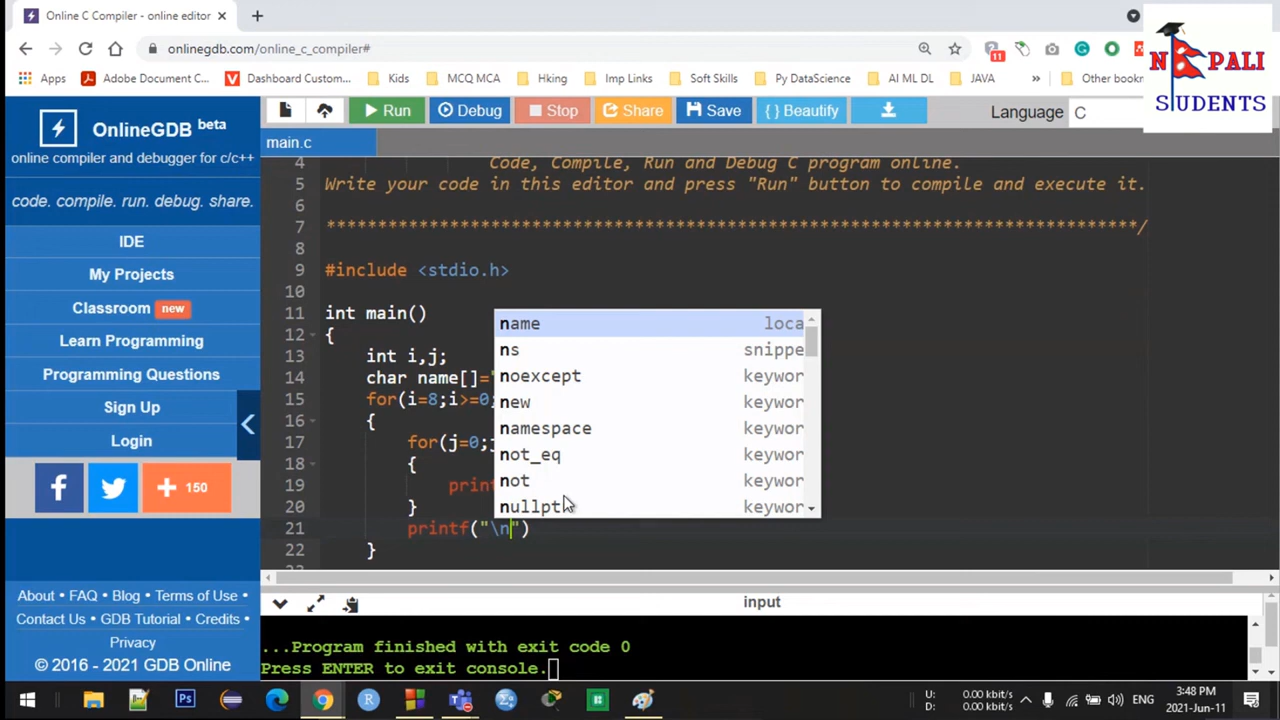 Online C Compiler - online editor
onlinegdb.com/online_c_compiler#
11
Apps
Adobe Document C...
Dashboard Custom...
Kids
MCQ MCA
Hking
Imp Links
Soft Skills
Py DataScience
AI ML DL
JAVA
»
Other bookm
NEPALI
STUDENTS
OnlineGDB beta
online compiler and debugger for c/c++
code. compile. run. debug. share.
IDE
My Projects
Classroom new
Learn Programming
Programming Questions
Sign Up
Login
+ 150
About • FAQ • Blog • Terms of Use •
Contact Us • GDB Tutorial • Credits •
Privacy
© 2016 - 2021 GDB Online
Run
Debug
Stop
Share
Save
{ } Beautify
Language C
main.c
4 Code, Compile, Run and Debug C program online.
5 Write your code in this editor and press "Run" button to compile and execute it.
6
7 *******************************************************************************/
8
9 #include <stdio.h>
10
11 int main()
12 {
13 int i,j;
14 char name[]="
15 for(i=8;i>=0;
16 {
17 for(j=0;
18 {
19 prin
20 }
21 printf("\n")
22 }
name loca
ns snippe
noexcept keywor
new keywor
namespace keywor
not_eq keywor
not keywor
nullpt keywor
input
...Program finished with exit code 0
Press ENTER to exit console.
U: 0.00 kbit/s
D: 0.00 kbit/s
ENG
3:48 PM
2021-Jun-11